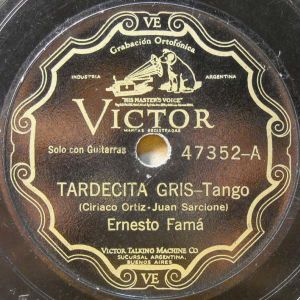 VE
Grabación Ortofónica
INDUSTRIA ARGENTINA
"HIS MASTER'S VOICE"
VICTOR
MARCAS REGISTRADAS
Solo con Guitarras 47352-A
TARDECITA GRIS-Tango
(Ciriaco Ortiz-Juan Sarcione)
Ernesto Famá
VICTOR TALKING MACHINE CO
SUCURSAL ARGENTINA,
BUENOS AIRES
VE